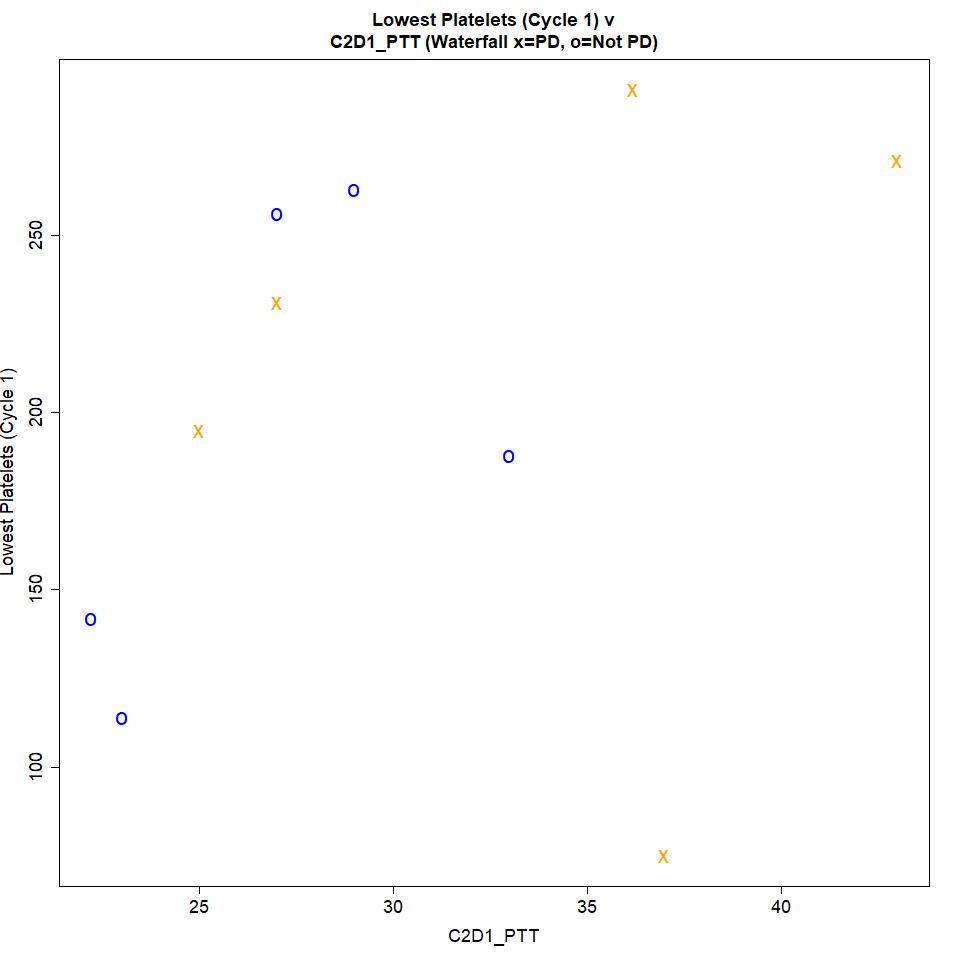 Lowest Platelets (Cycle 1) v
C2D1_PTT (Waterfall x=PD, o=Not PD)
Lowest Platelets (Cycle 1)
250
200
150
100
x
x
o
o
x
x
o
o
o
x
25
30
35
40
C2D1_PTT